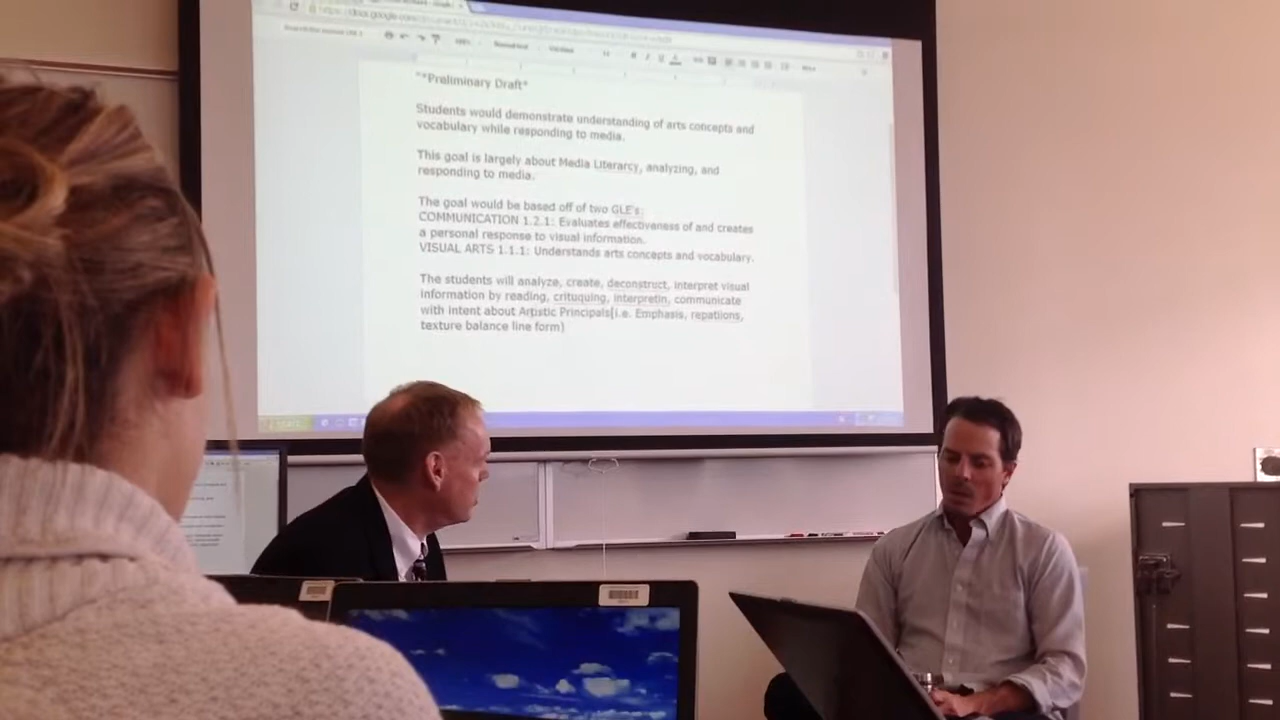 **Preliminary Draft*
Students would demonstrate understanding of arts concepts and
vocabulary while responding to media.
This goal is largely about Media Literarcy, analyzing, and
responding to media.
The goal would be based off of two GLE's:
COMMUNICATION 1.2.1: Evaluates effectiveness of and creates
a personal response to visual information.
VISUAL ARTS 1.1.1: Understands arts concepts and vocabulary.
The students will analyze, create, deconstruct, interpret visual
information by reading, crituquing, interpretin, communicate
with intent about Artistic Principals(i.e. Emphasis, repatiions,
texture balance line form)